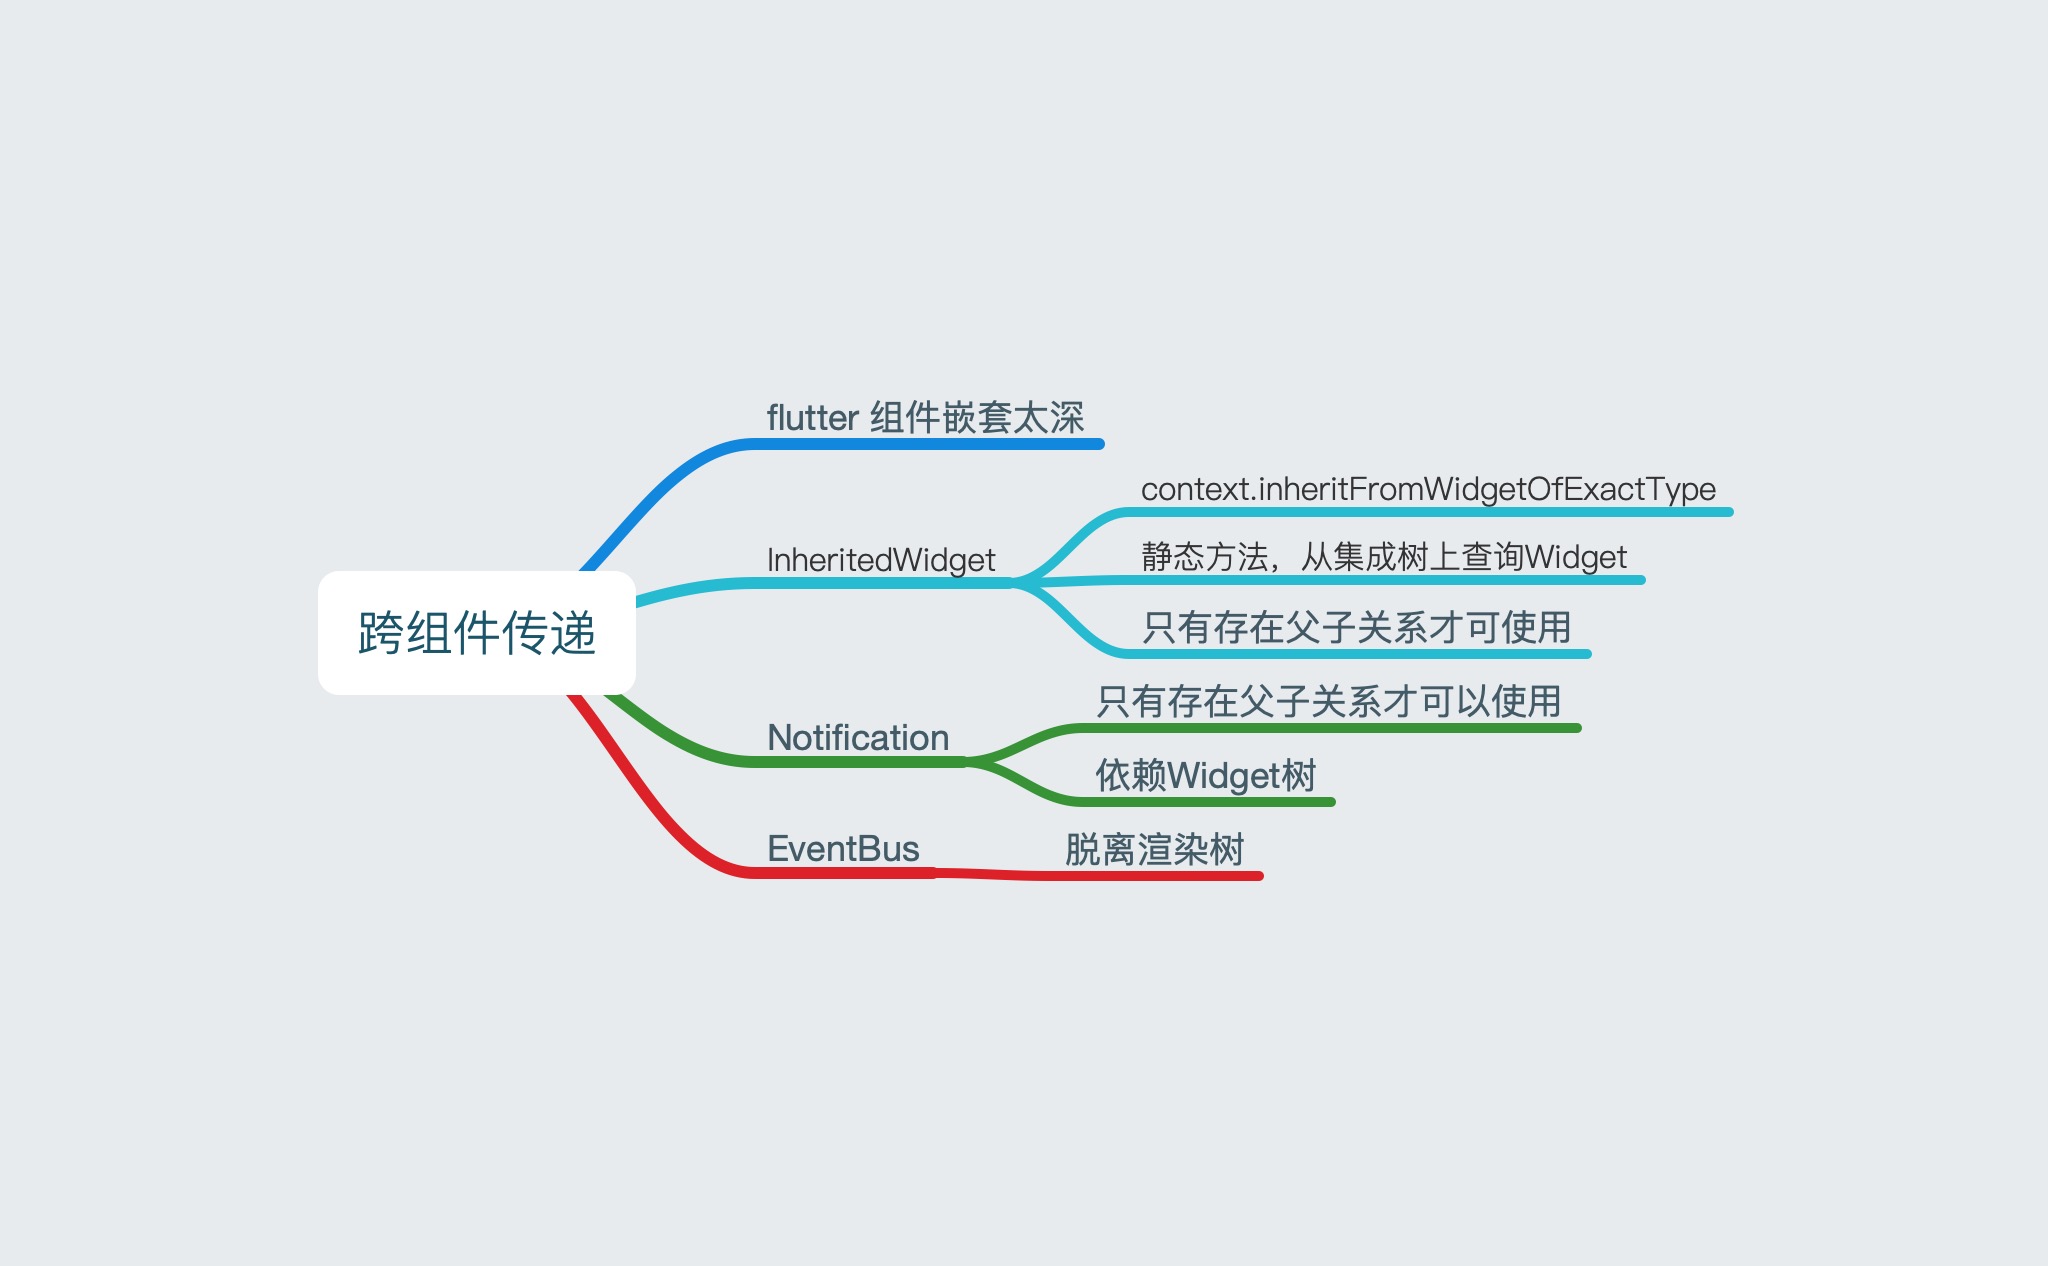 跨组件传递
flutter 组件嵌套太深
InheritedWidget
context.inheritFromWidgetOfExactType
静态方法，从集成树上查询Widget
只有存在父子关系才可使用
Notification
只有存在父子关系才可以使用
依赖Widget树
EventBus
脱离渲染树